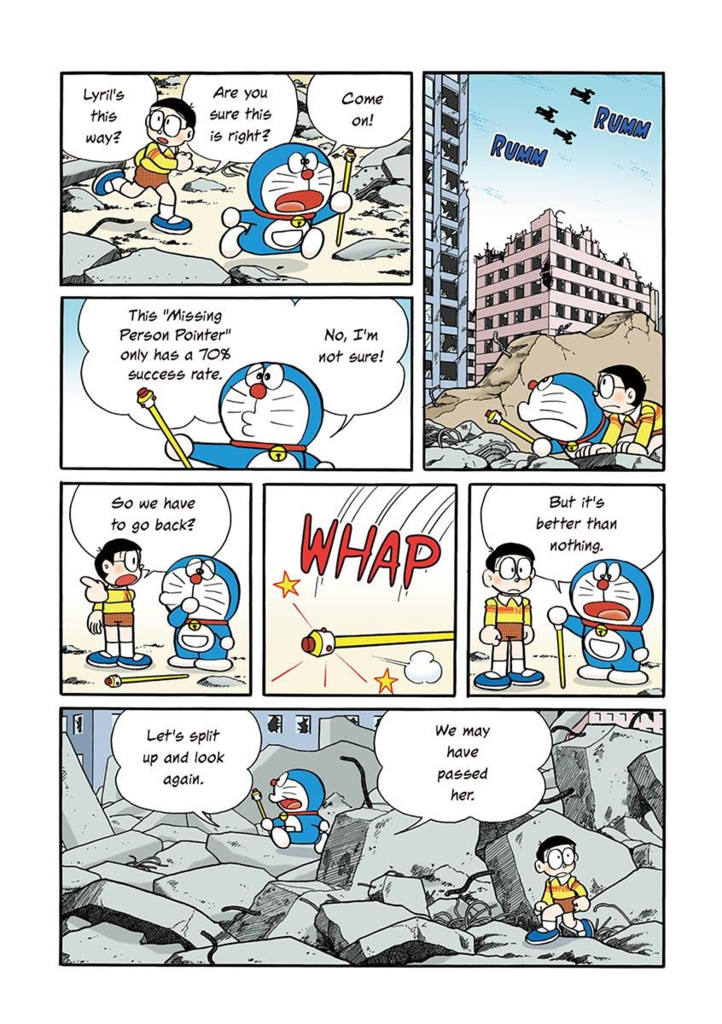 RUMM
RUMM
Come
on!
Are you
sure this
is right?
Lyril's
this
way?
No, I'm
not sure!
This "Missing
Person Pointer"
only has a 70%
success rate.
But it's
better than
nothing.
WHAP
So we have
to go back?
We may
have
passed
her.
Let's split
up and look
again.